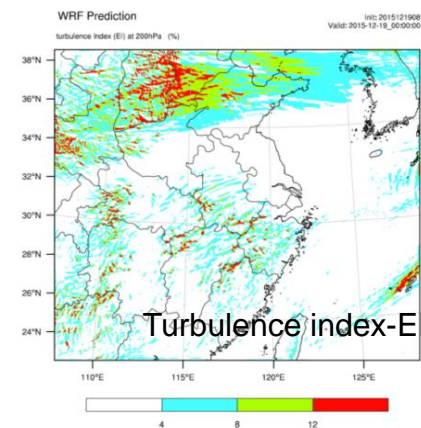 WRF Prediction
Init: 2015121908
Valid: 2015-12-19_00:00:00
turbulence index (EI) at 200hPa (%)
38°N
36°N
34°N
32°N
30°N
28°N
26°N
24°N
Turbulence index-E
110°E 115°E 120°E 125°E
4 8 12